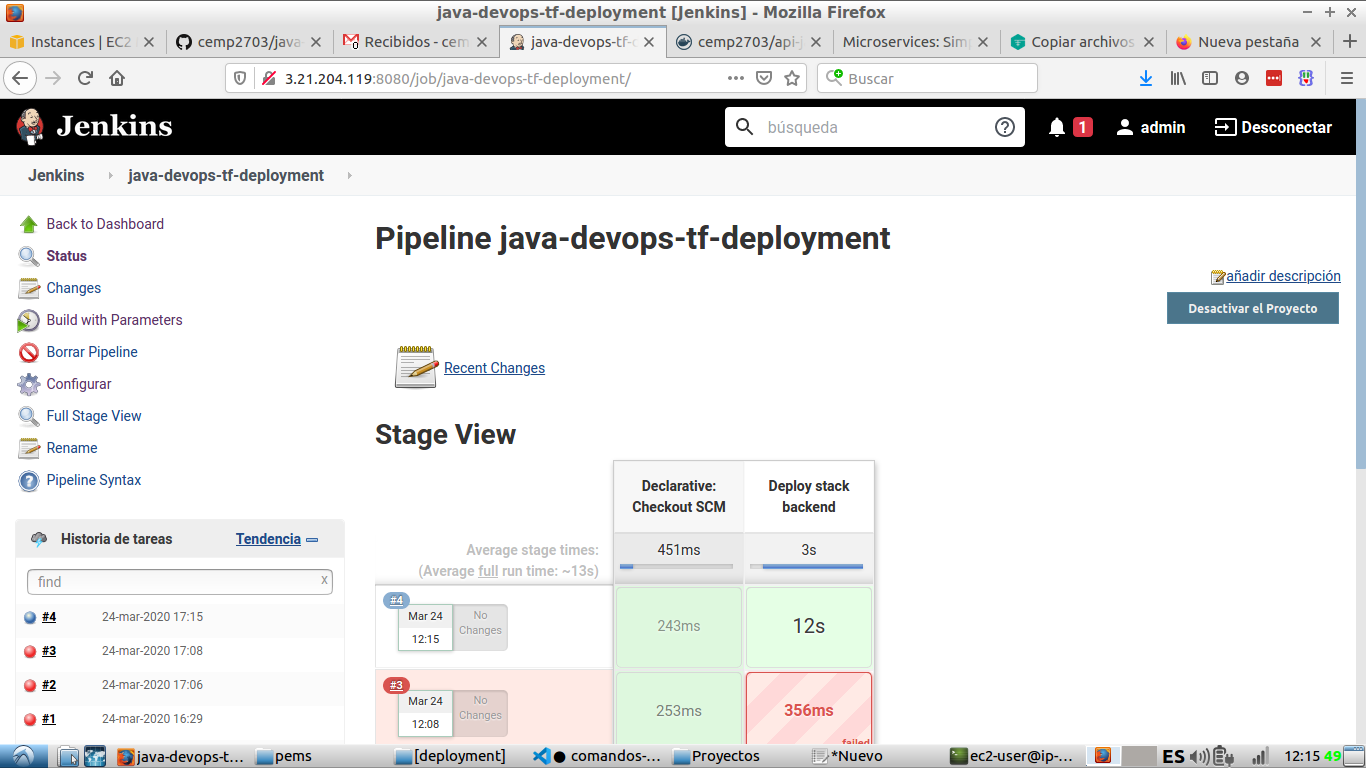 java-devops-tf-deployment [Jenkins] - Mozilla Firefox
Instances | EC2
cemp2703/java-
Recibidos - cem
java-devops-tf-
cemp2703/api-j
Microservices: Sim
Copiar archivos
Nueva pestaña
3.21.204.119:8080/job/java-devops-tf-deployment/
Buscar
Jenkins
búsqueda
1
admin
Desconectar
Jenkins
java-devops-tf-deployment
Back to Dashboard
Status
Changes
Build with Parameters
Borrar Pipeline
Configurar
Full Stage View
Rename
Pipeline Syntax
Historia de tareas
Tendencia
find
x
#4 24-mar-2020 17:15
#3 24-mar-2020 17:08
#2 24-mar-2020 17:06
#1 24-mar-2020 16:29
Pipeline java-devops-tf-deployment
añadir descripción
Desactivar el Proyecto
Recent Changes
Stage View
Declarative:
Checkout SCM
Deploy stack
backend
Average stage times:
(Average full run time: ~13s)
451ms
3s
#4
Mar 24
12:15
No
Changes
243ms
12s
#3
Mar 24
12:08
No
Changes
253ms
356ms
failed
java-devops-t...
pems
[deployment]
● comandos-...
Proyectos
*Nuevo
ec2-user@ip-...
ES
12:15
49